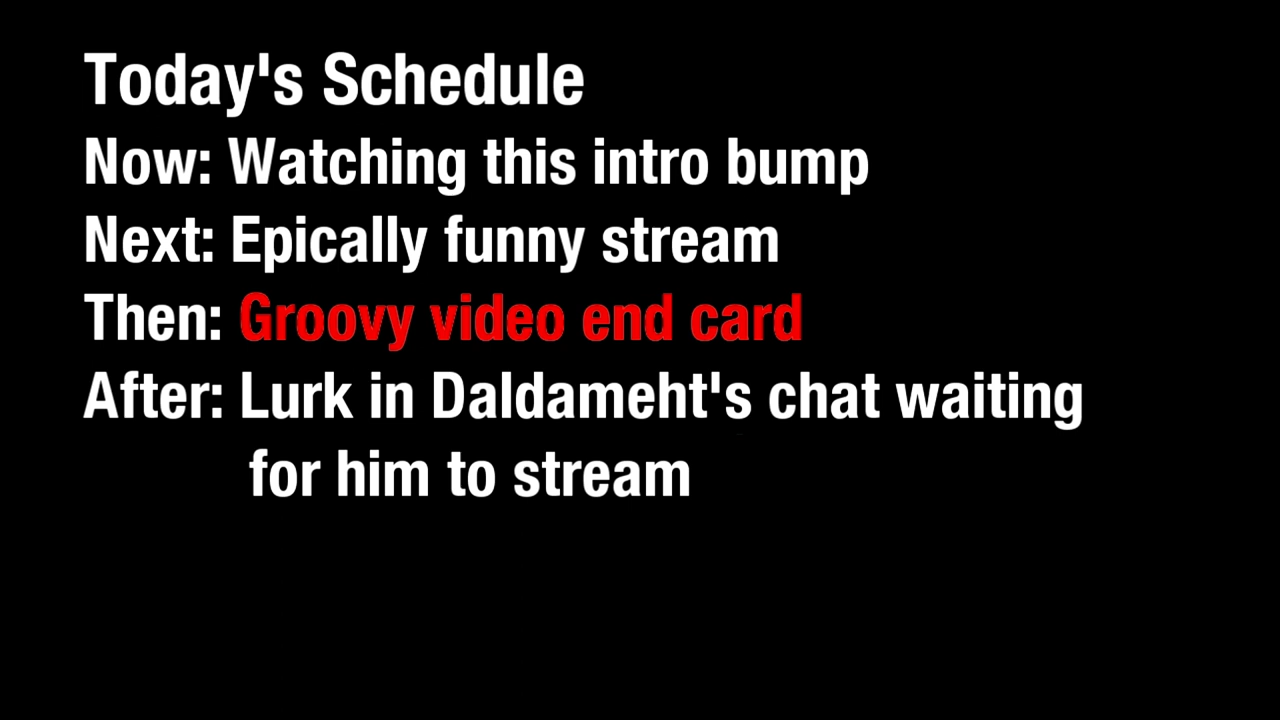 Today's Schedule
Now: Watching this intro bump
Next: Epically funny stream
Then: Groovy video end card
After: Lurk in Daldameht's chat waiting
for him to stream